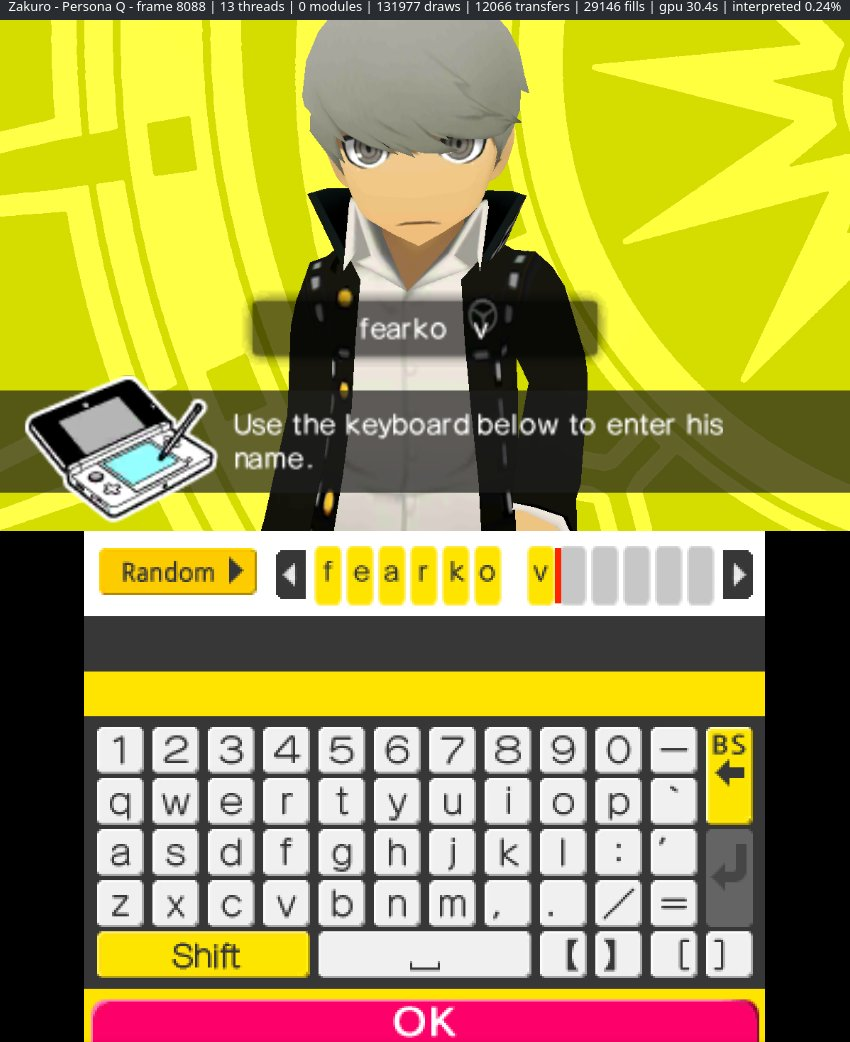 Zakuro - Persona Q - frame 8088 | 13 threads | 0 modules | 131977 draws | 12066 transfers | 29146 fills | gpu 30.4s | interpreted 0.24%
fearko v
Use the keyboard below to enter his
name.
Random
f e a r k o v
1 2 3 4 5 6 7 8 9 0 — BS
q w e r t y u i o p `
a s d f g h j k l : ′
z x c v b n m , . / =
Shift ⎵ 【 】 [ ]
OK